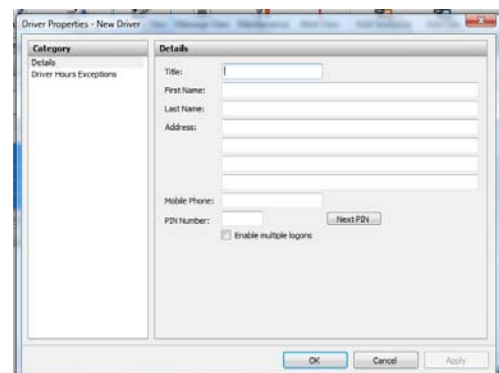 Driver Properties - New Driver
Category
Details
Driver Hours Exceptions
Details
Title:
First Name:
Last Name:
Address:
Mobile Phone:
PIN Number:
Next PIN
Enable multiple logons
OK
Cancel
Apply